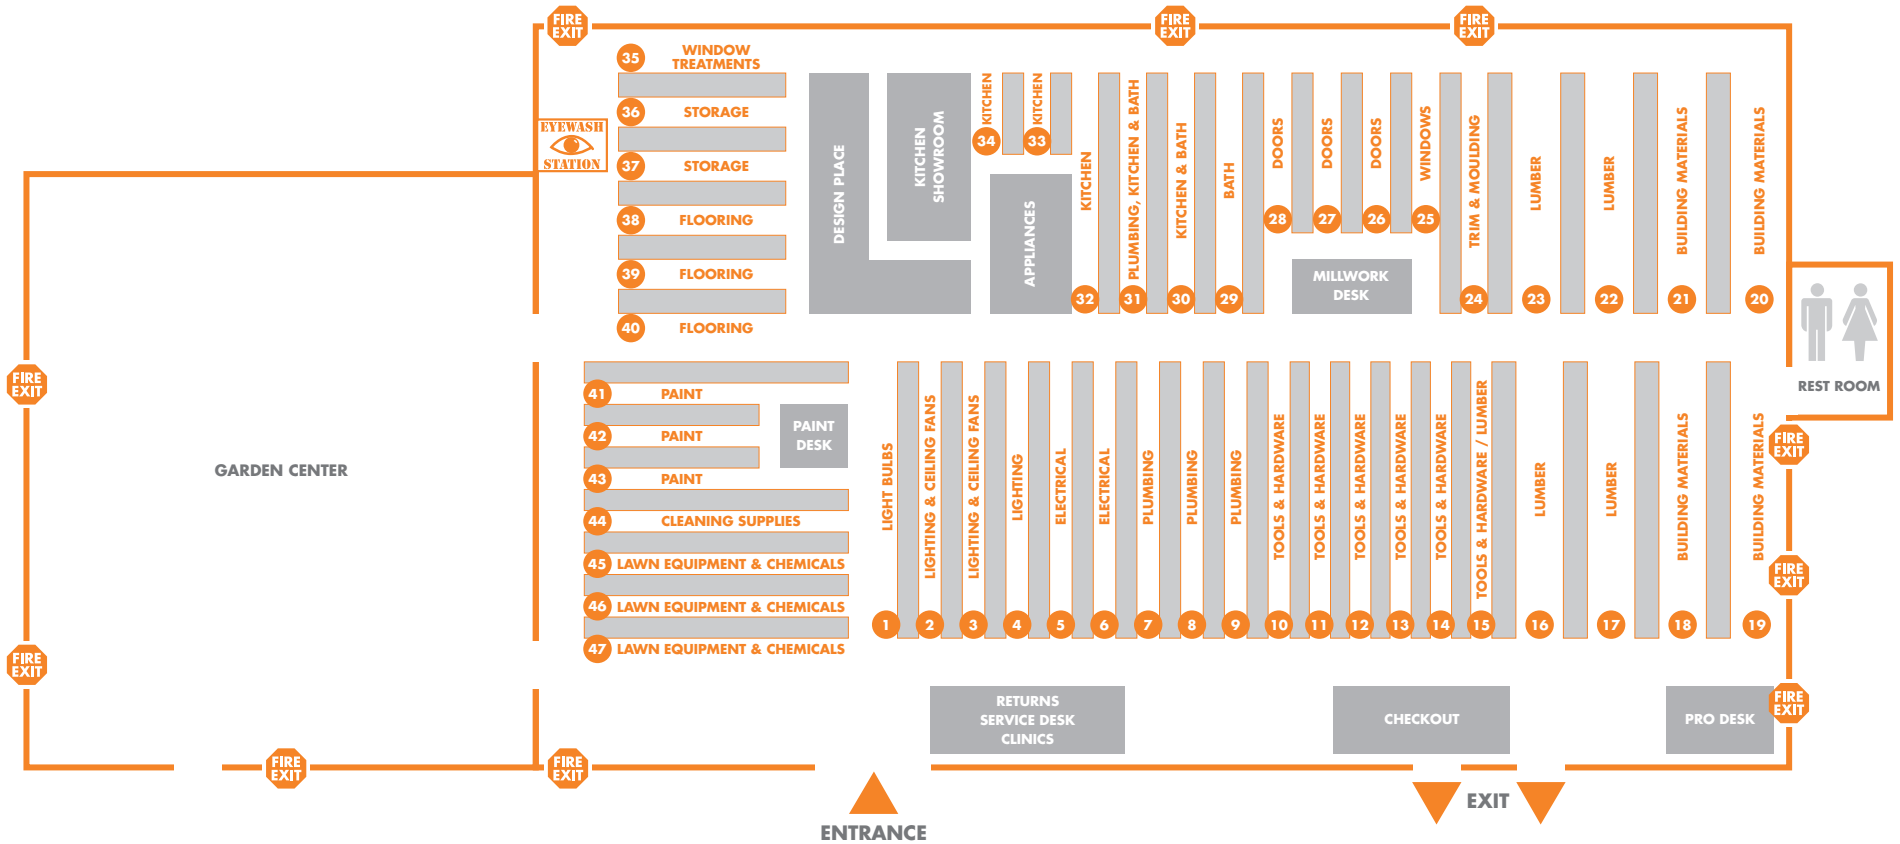 FIRE
EXIT
FIRE
EXIT
FIRE
EXIT
35
WINDOW
TREATMENTS
36
STORAGE
EYEWASH
STATION
37
STORAGE
38
FLOORING
39
FLOORING
40
FLOORING
DESIGN PLACE
KITCHEN
SHOWROOM
KITCHEN
34
KITCHEN
33
APPLIANCES
KITCHEN
32
PLUMBING, KITCHEN & BATH
31
KITCHEN & BATH
30
BATH
29
DOORS
28
DOORS
27
DOORS
26
WINDOWS
25
MILLWORK
DESK
TRIM & MOULDING
24
LUMBER
23
LUMBER
22
BUILDING MATERIALS
21
BUILDING MATERIALS
20
REST ROOM
FIRE
EXIT
GARDEN CENTER
FIRE
EXIT
41
PAINT
42
PAINT
43
PAINT
PAINT
DESK
44
CLEANING SUPPLIES
45
LAWN EQUIPMENT & CHEMICALS
46
LAWN EQUIPMENT & CHEMICALS
47
LAWN EQUIPMENT & CHEMICALS
LIGHT BULBS
1
LIGHTING & CEILING FANS
2
LIGHTING & CEILING FANS
3
LIGHTING
4
ELECTRICAL
5
ELECTRICAL
6
PLUMBING
7
PLUMBING
8
PLUMBING
9
TOOLS & HARDWARE
10
TOOLS & HARDWARE
11
TOOLS & HARDWARE
12
TOOLS & HARDWARE
13
TOOLS & HARDWARE
14
TOOLS & HARDWARE / LUMBER
15
LUMBER
16
LUMBER
17
BUILDING MATERIALS
18
BUILDING MATERIALS
19
FIRE
EXIT
FIRE
EXIT
FIRE
EXIT
RETURNS
SERVICE DESK
CLINICS
CHECKOUT
PRO DESK
FIRE
EXIT
FIRE
EXIT
ENTRANCE
EXIT